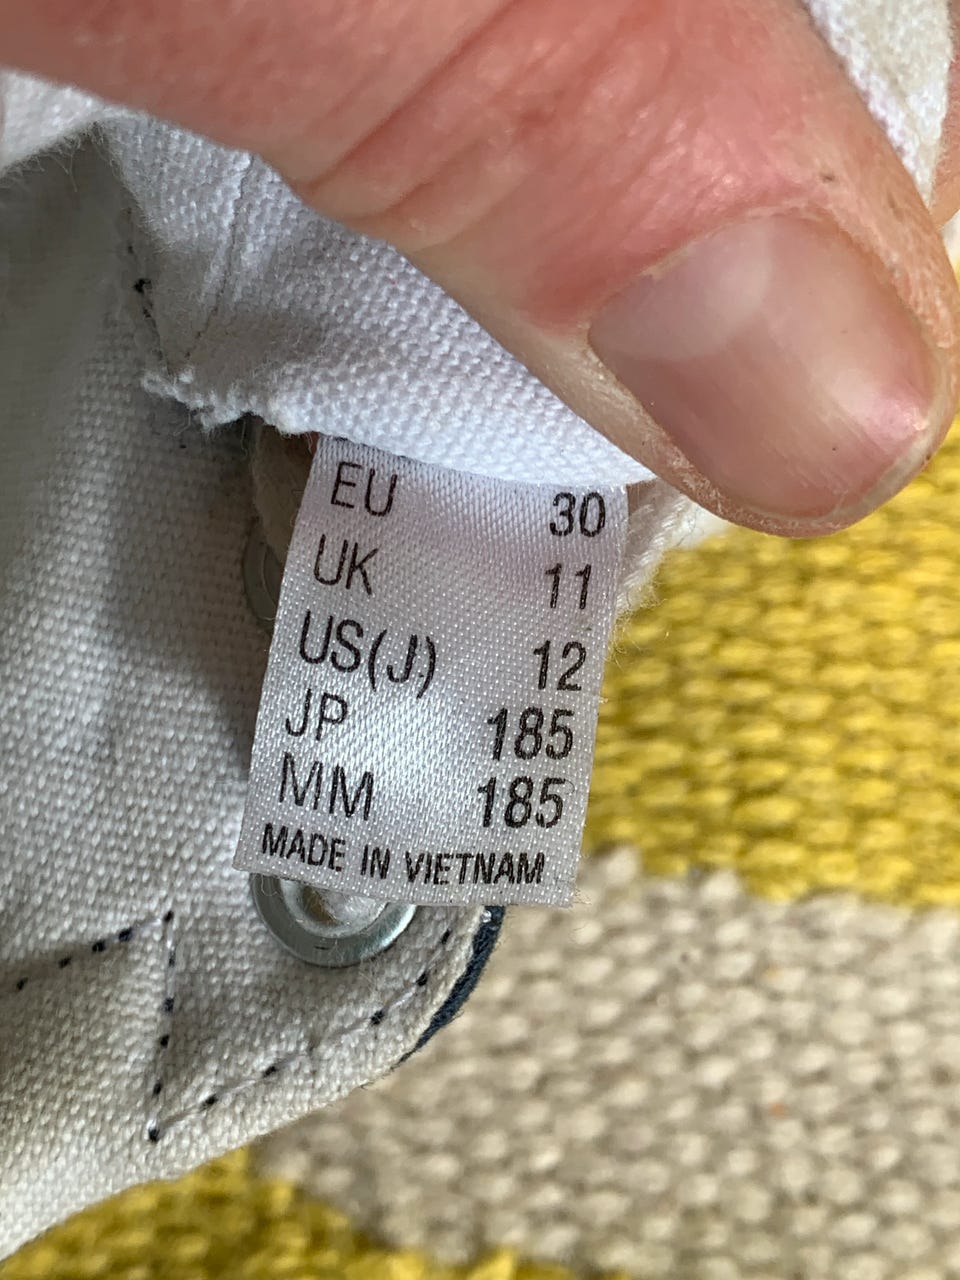 EU 30
UK 11
US(J.) 12
JP 185
MM 185
MADE IN VIETNAM